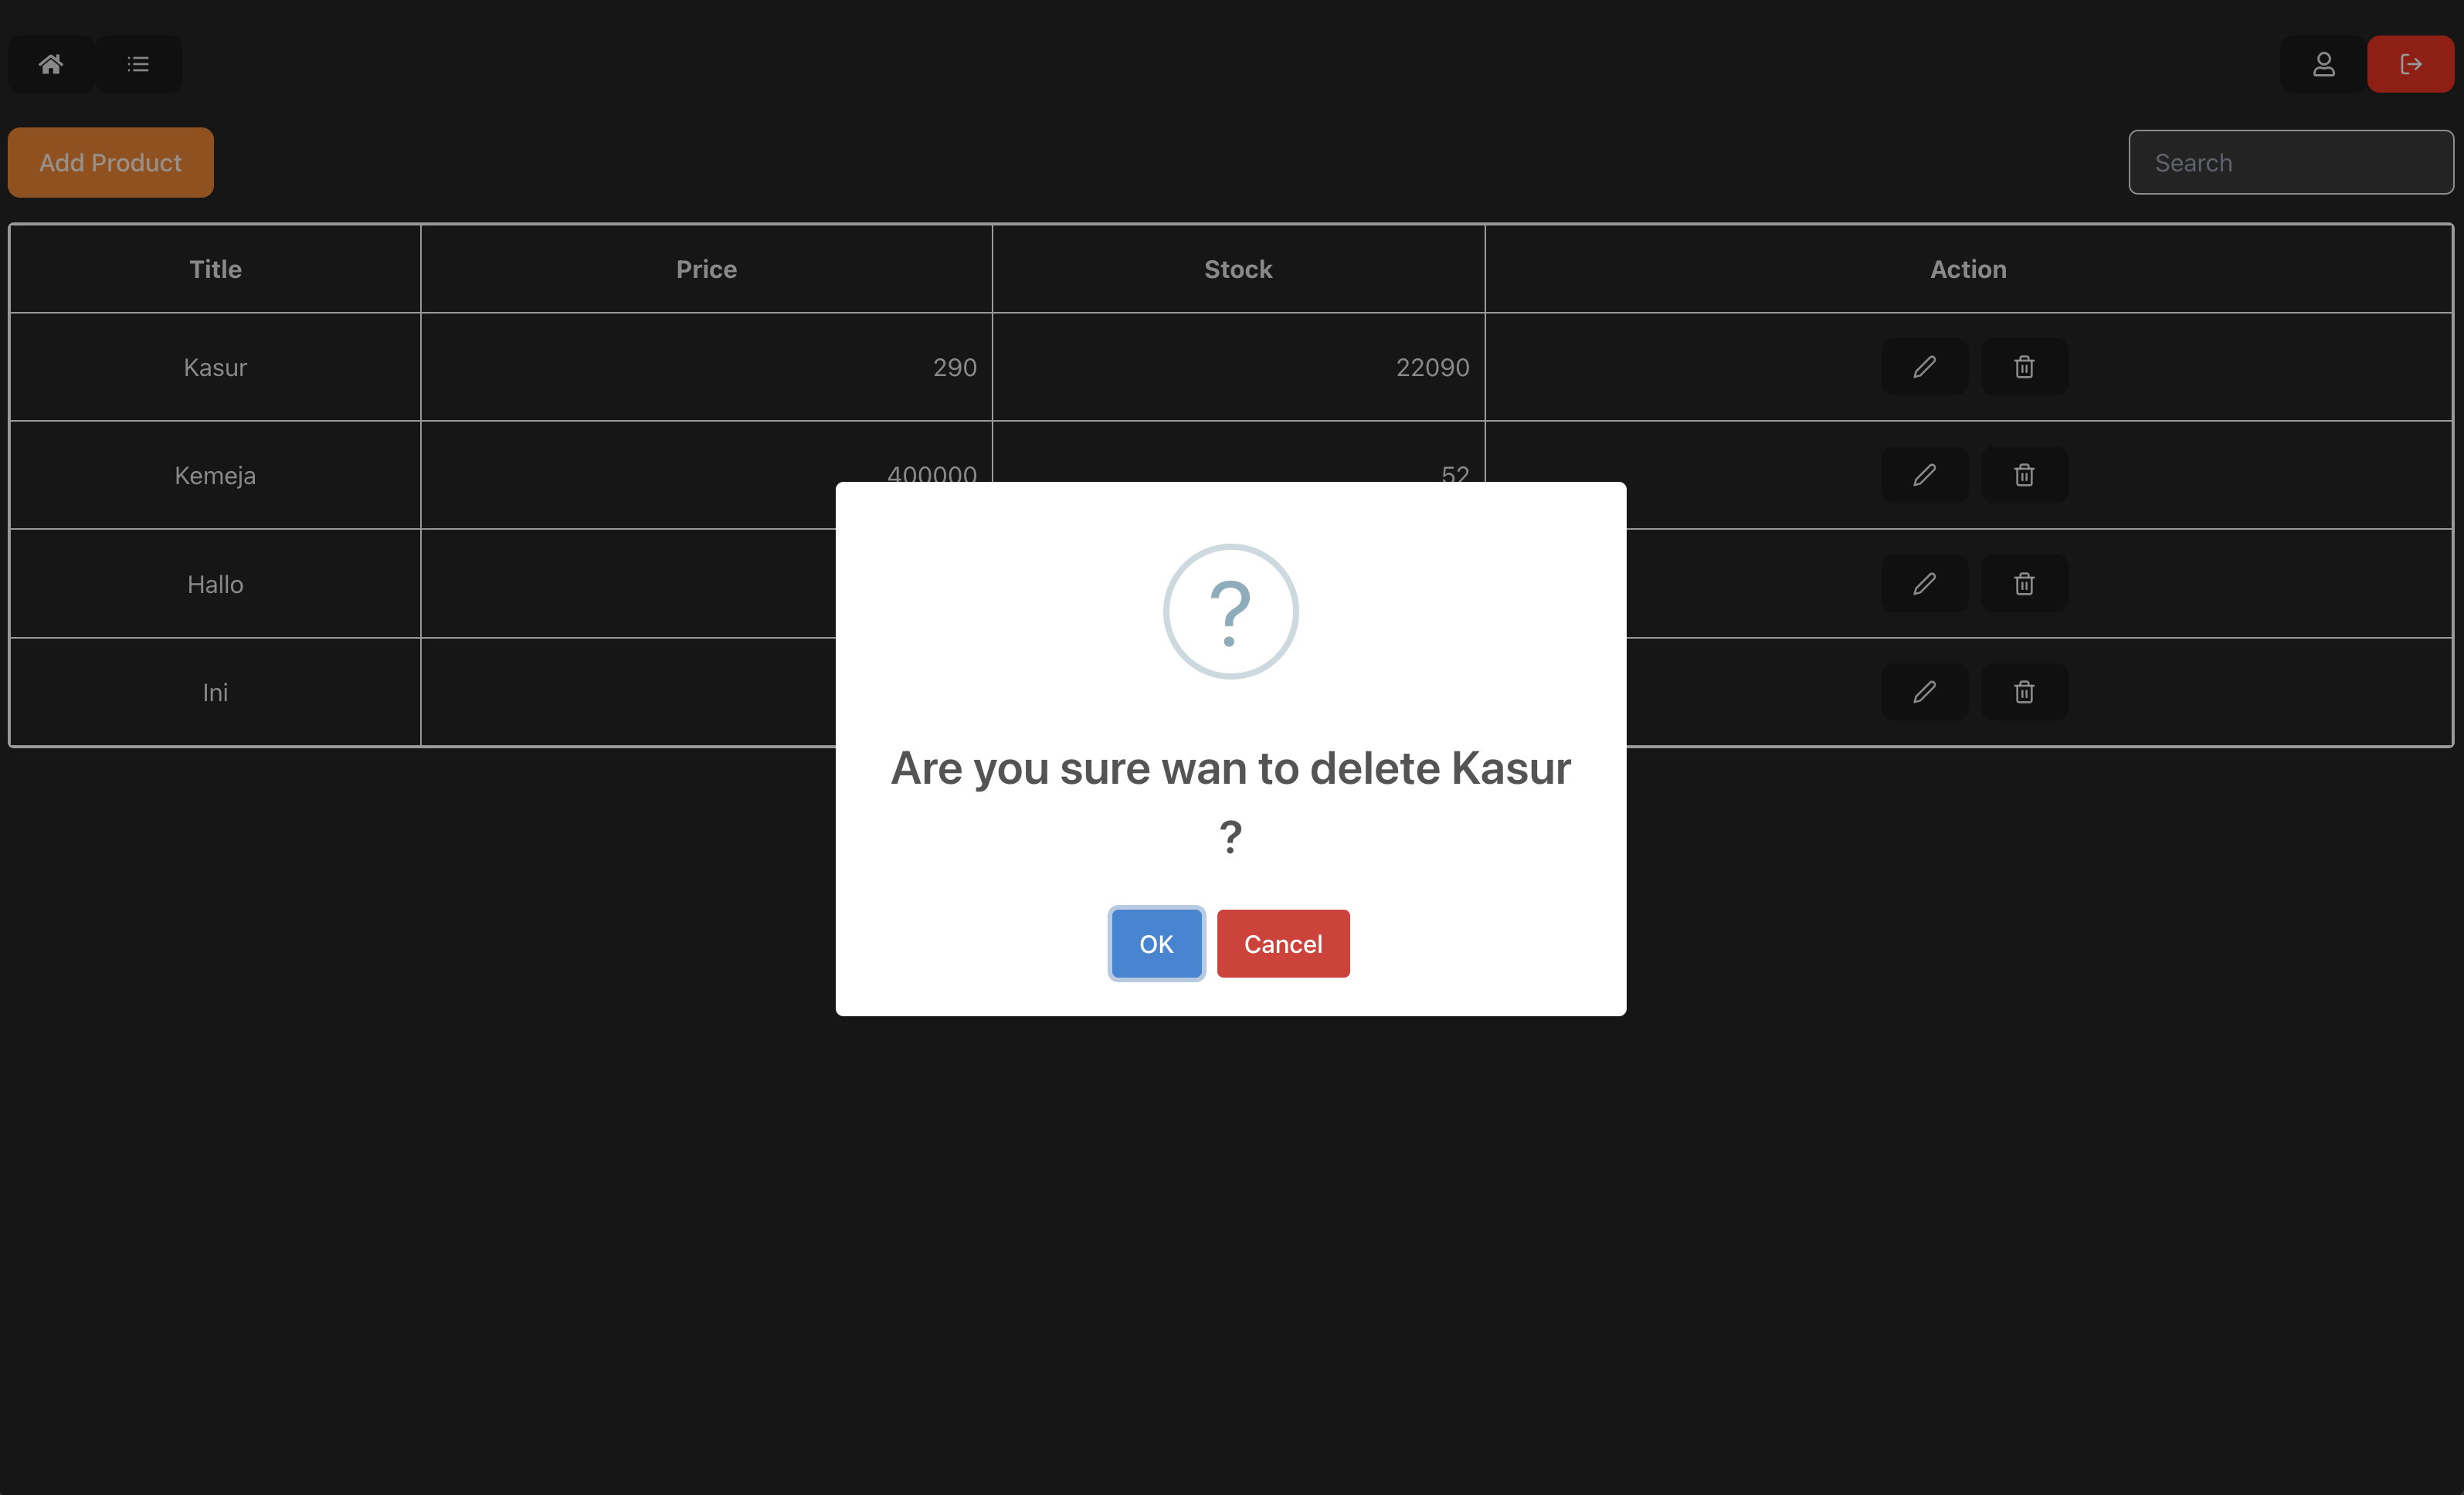 Add Product
Search
Title Price Stock Action
Kasur 290 22090
Kemeja 400000 52
Hallo
Ini
?
Are you sure wan to delete Kasur
?
OK Cancel